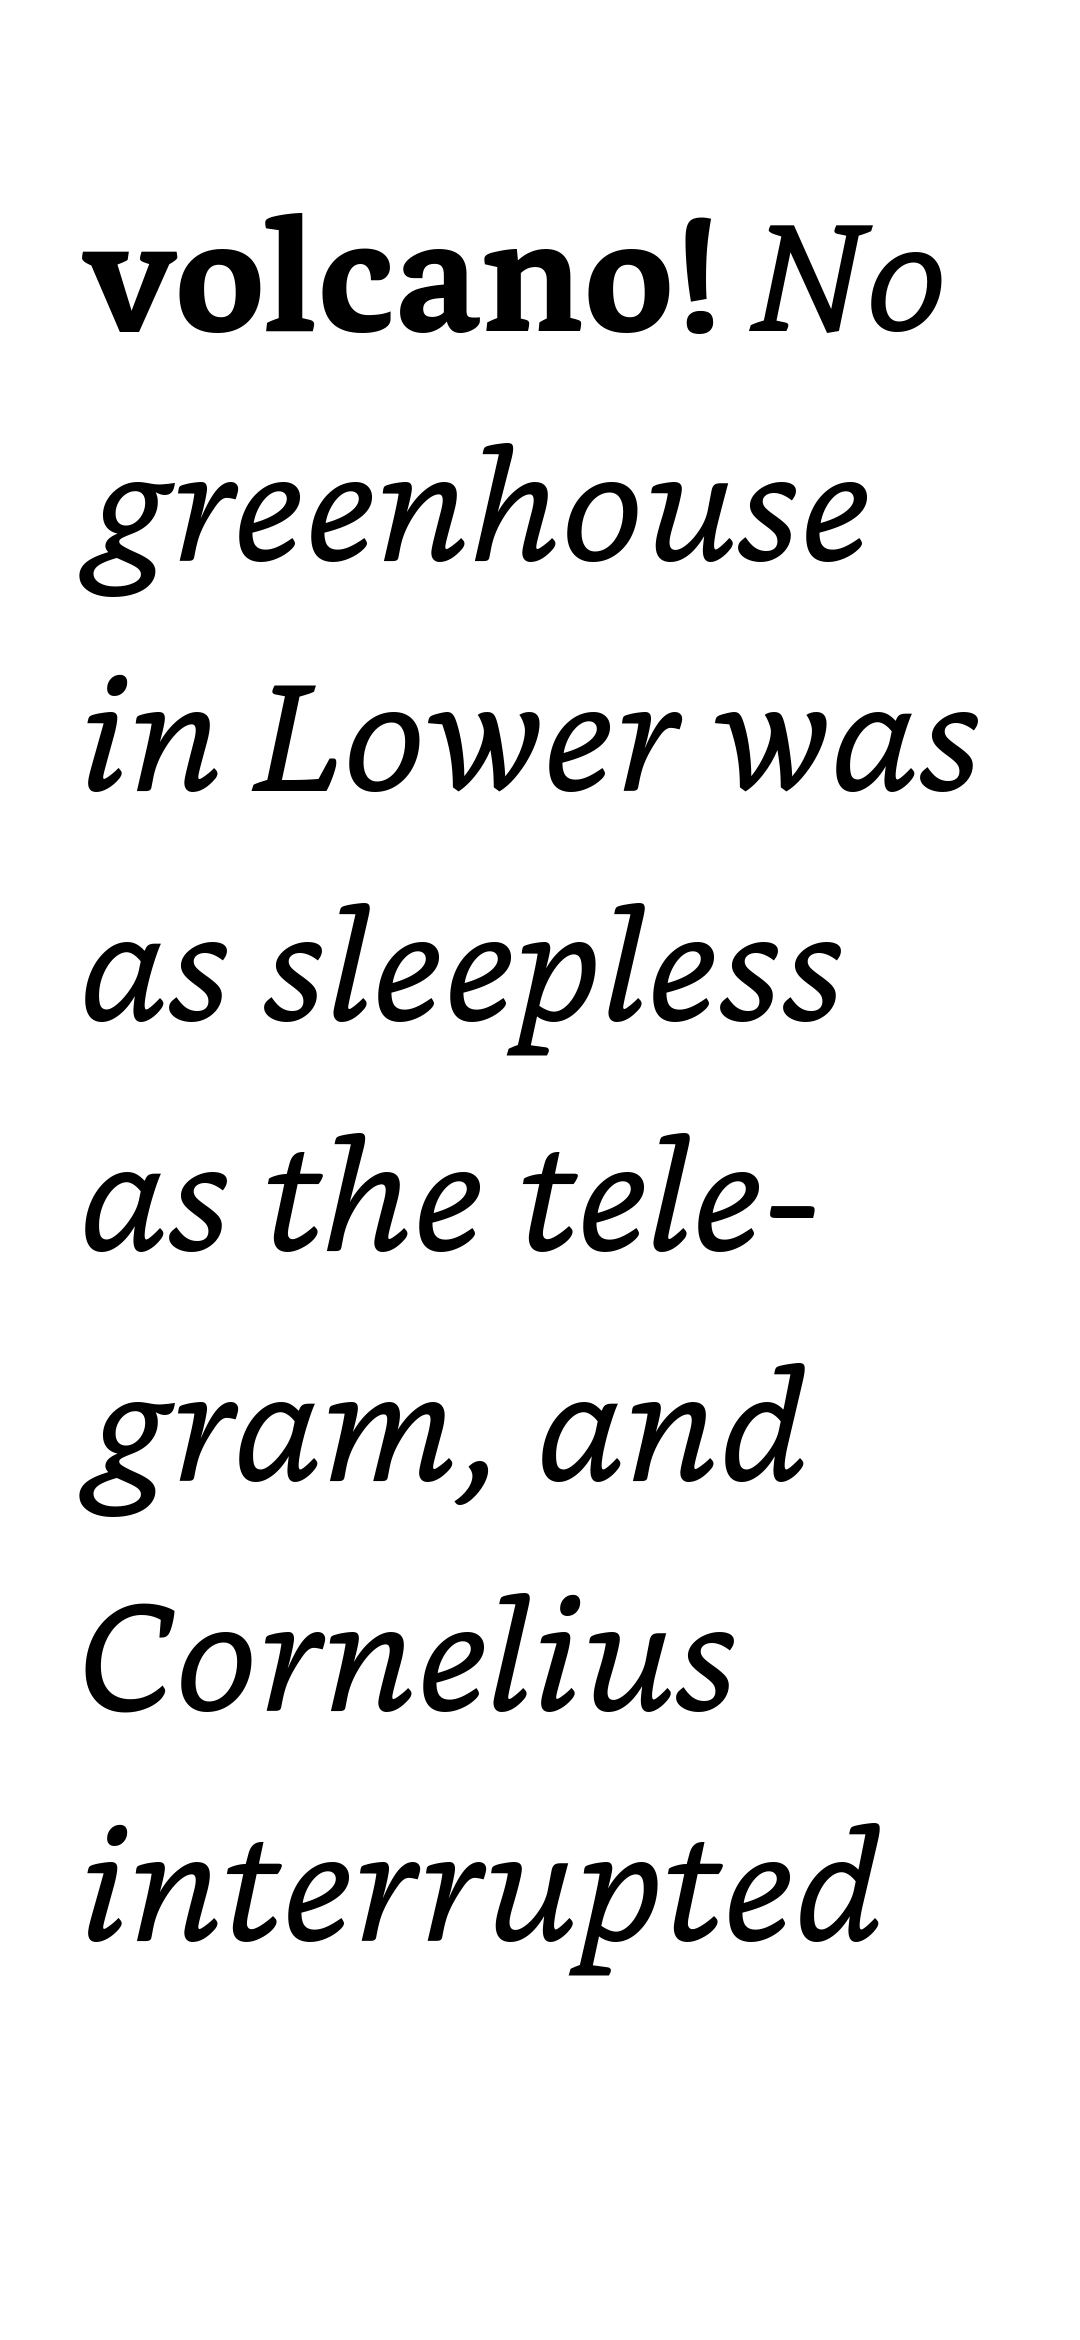 volcano! No
greenhouse
in Lower was
as sleepless
as the tele-
gram, and
Cornelius
interrupted